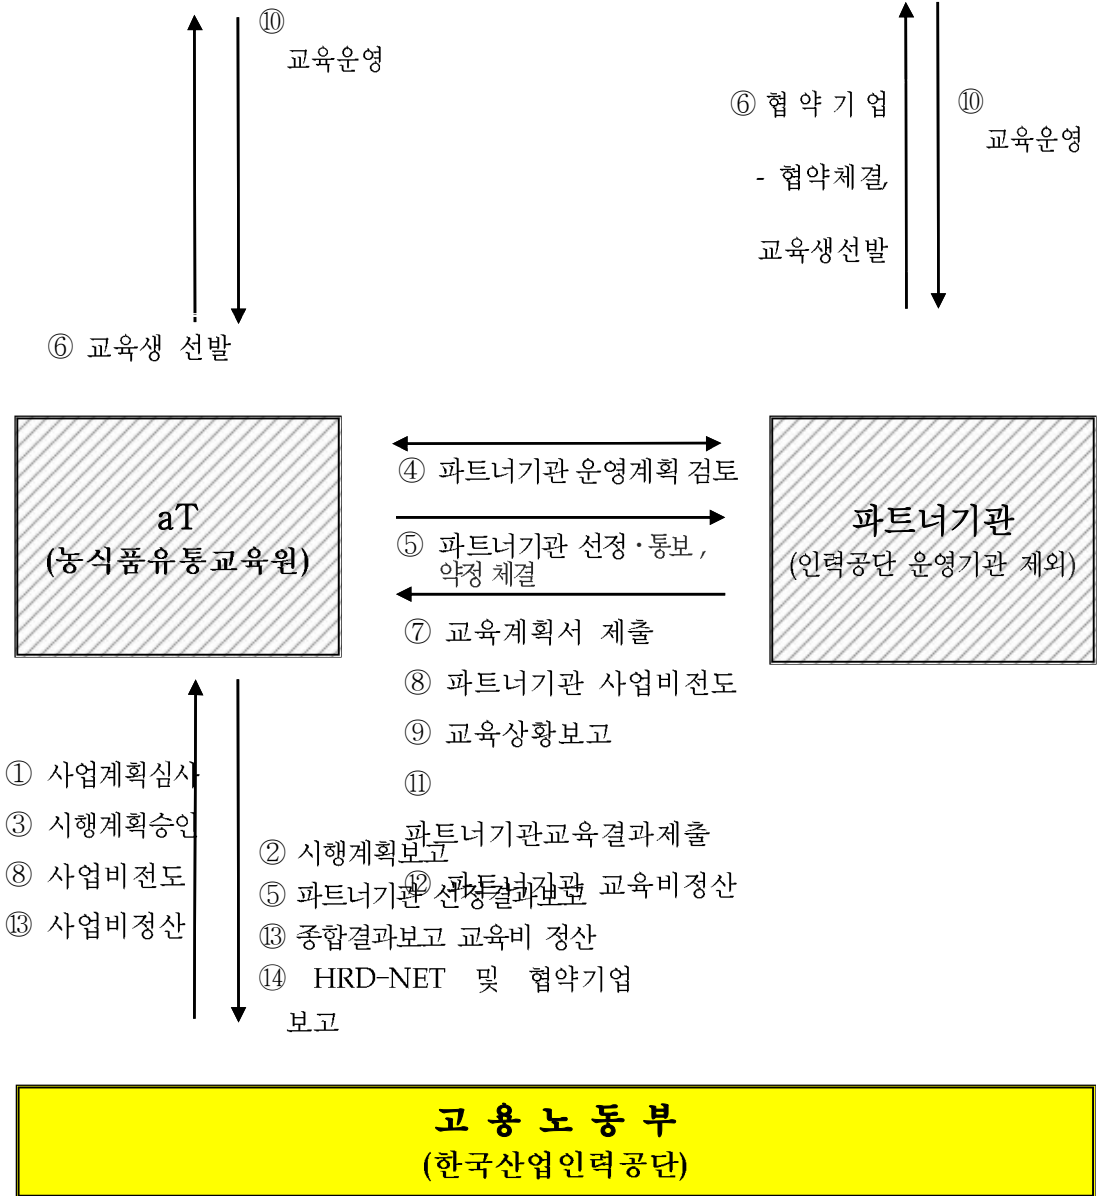 ⑩
교육운영
⑥ 협 약 기 업
- 협약체결,
교육생선발
⑩
교육운영
⑥ 교육생 선발
aT
(농식품유통교육원)
④ 파트너기관 운영계획 검토
⑤ 파트너기관 선정·통보,
약정 체결
파트너기관
(인력공단 운영기관 제외)
⑦ 교육계획서 제출
⑧ 파트너기관 사업비전도
⑨ 교육상황보고
⑪
파트너기관교육결과제출
⑫ 파트너기관 교육비정산
① 사업계획심사
③ 시행계획승인
⑧ 사업비전도
⑬ 사업비정산
② 시행계획보고
⑤ 파트너기관 선정결과보고
⑬ 종합결과보고 교육비 정산
⑭ HRD-NET 및 협약기업
보고
고 용 노 동 부
(한국산업인력공단)